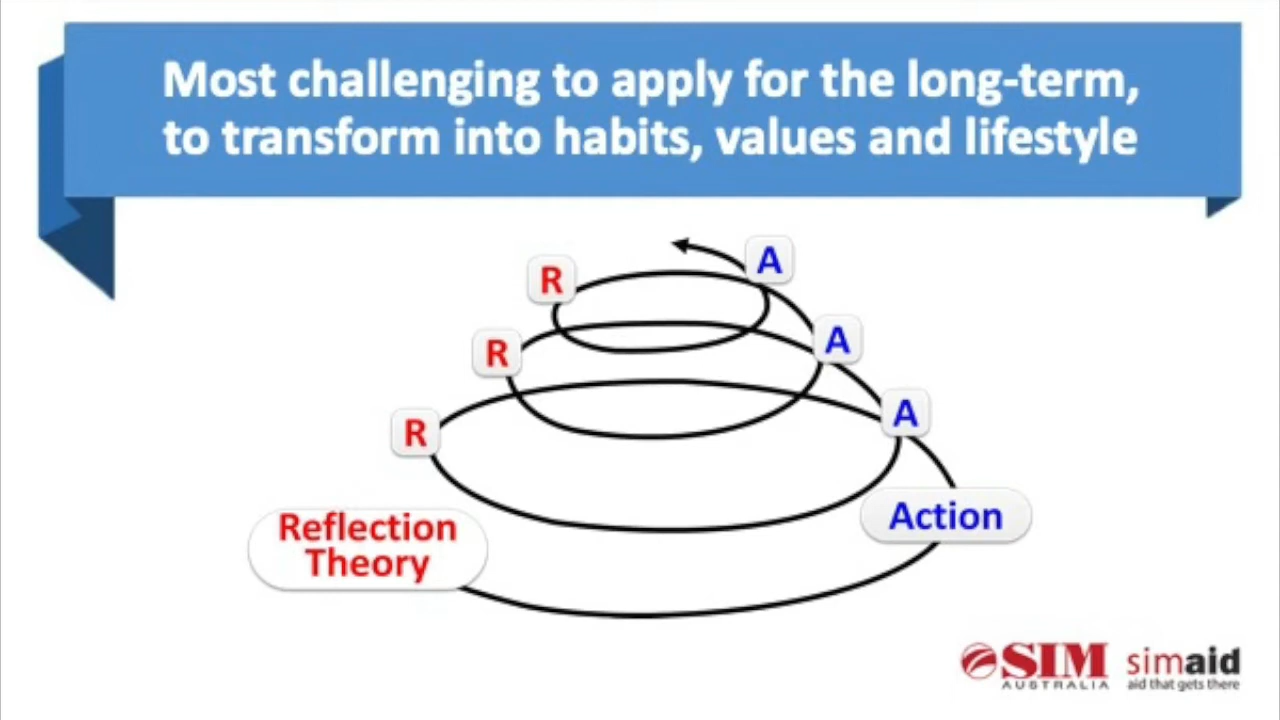 Most challenging to apply for the long-term,
to transform into habits, values and lifestyle
A
R
A
R
A
R
Action
Reflection
Theory
SIM
AUSTRALIA
simaid
aid that gets there